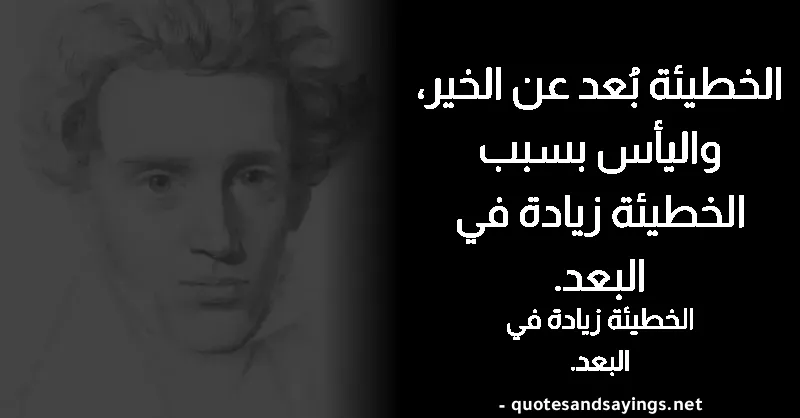 الخطيئة بُعد عن الخير،
واليأس بسبب
الخطيئة زيادة في
البعد.
الخطيئة زيادة في
البعد.
- quotesandsayings.net